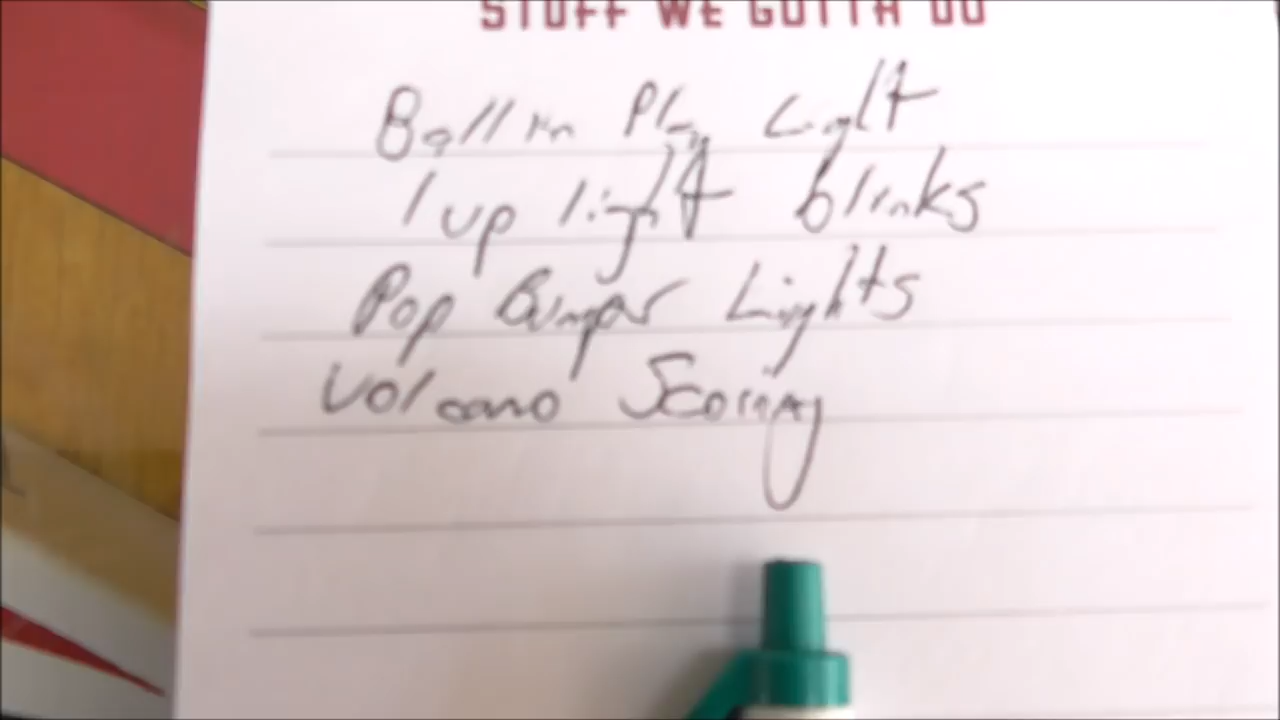 STUFF WE GOTTA DO
Ball in Play Light
1 up light blinks
Pop Bumper Lights
Volcano Scoring